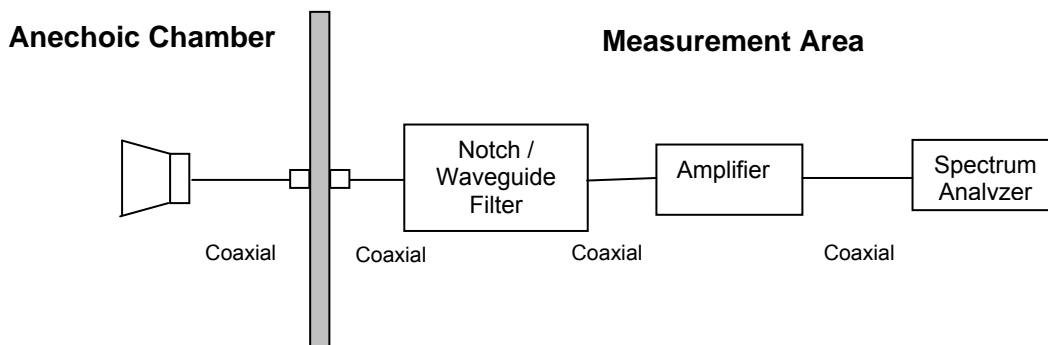 Anechoic Chamber
Measurement Area
Notch /
Waveguide
Filter
Amplifier
Spectrum
Analvzer
Coaxial
Coaxial
Coaxial
Coaxial